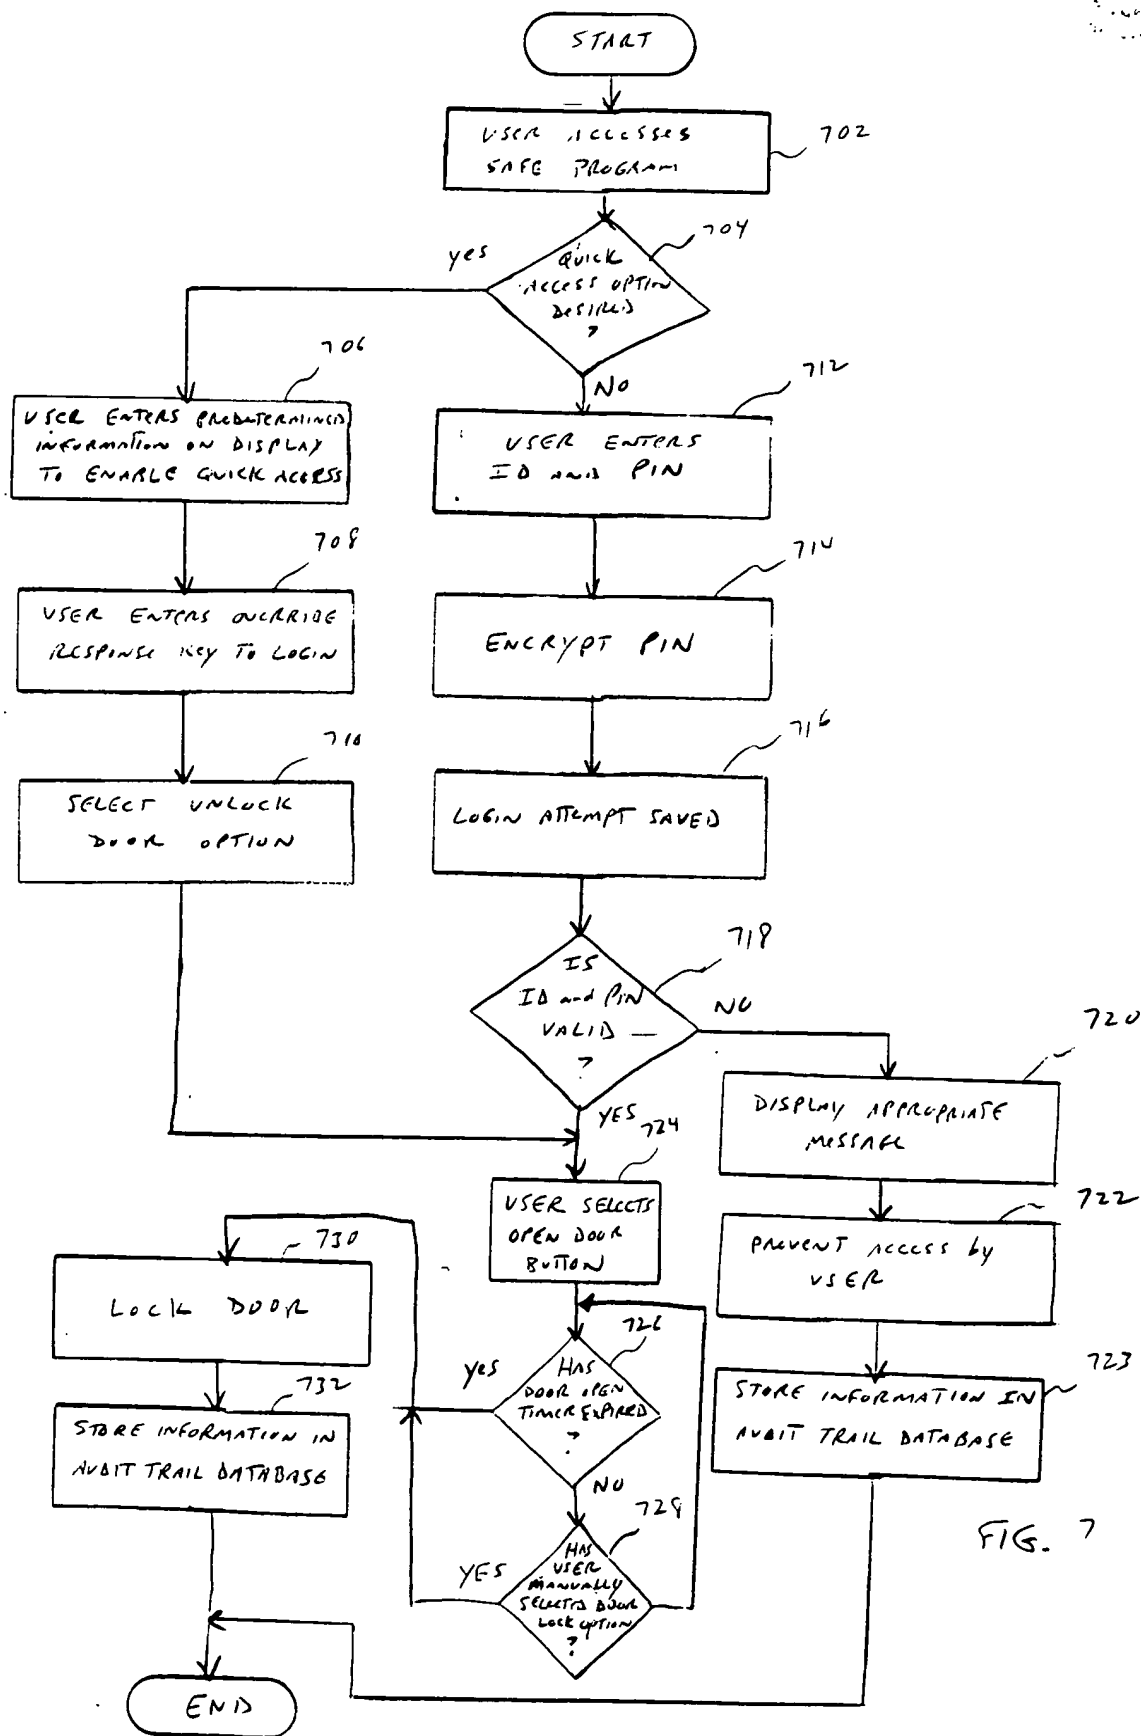 START
USER ACCESSES
SAFE PROGRAM
702
704
yes
QUICK
ACCESS OPTION
DESIRED
?
NO
706
USER ENTERS PREDETERMINED
INFORMATION ON DISPLAY
TO ENABLE QUICK ACCESS
712
USER ENTERS
ID AND PIN
708
USER ENTERS OVERRIDE
RESPONSE KEY TO LOGIN
714
ENCRYPT PIN
710
SELECT UNLOCK
DOOR OPTION
716
LOGIN ATTEMPT SAVED
718
IS
ID and PIN
VALID
?
NO
YES
720
DISPLAY APPROPRIATE
MESSAGE
724
USER SELECTS
OPEN DOOR
BUTTON
722
PREVENT ACCESS by
USER
730
LOCK DOOR
726
yes
HAS
DOOR OPEN
TIMER EXPIRED
?
NO
723
STORE INFORMATION IN
AUDIT TRAIL DATABASE
732
STORE INFORMATION IN
AUDIT TRAIL DATABASE
728
YES
HAS
USER
MANUALLY
SELECTED DOOR
LOCK OPTION
?
FIG. 7
END